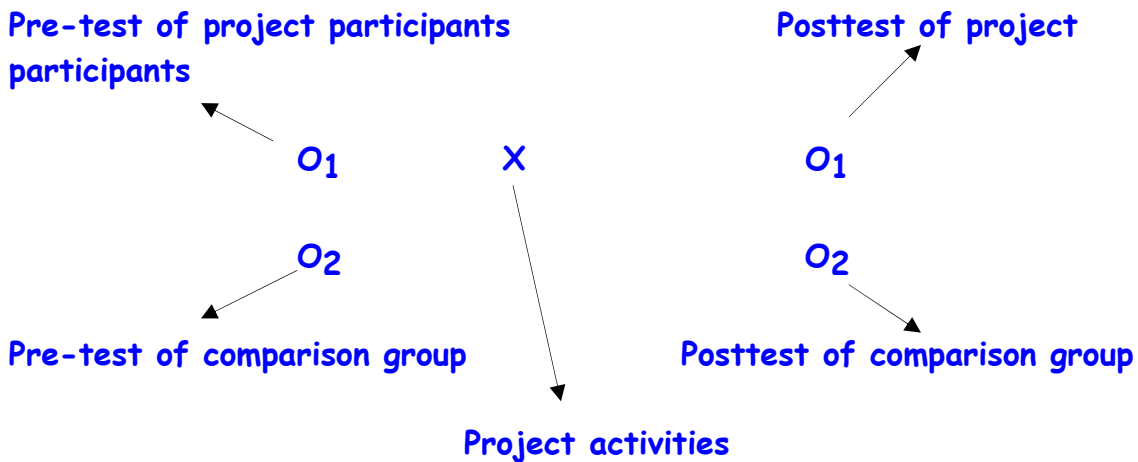 Pre-test of project participants Posttest of project
participants
O1 X O1
O2 O2
Pre-test of comparison group Posttest of comparison group
Project activities